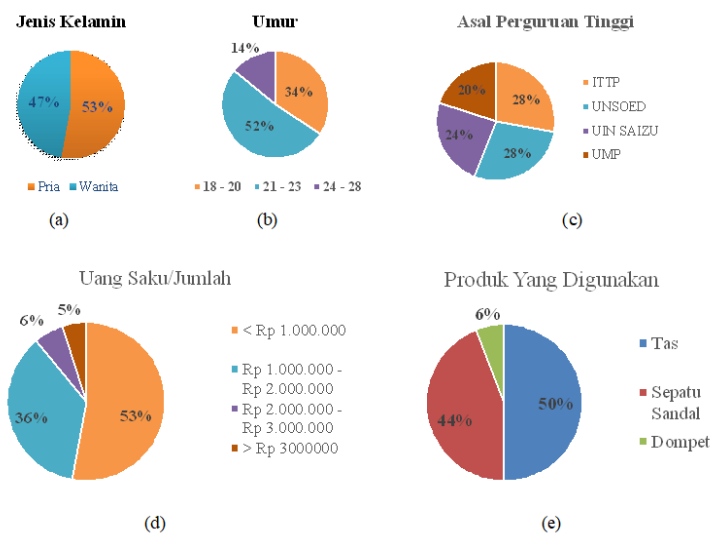 Jenis Kelamin
47%
53%
Pria
Wanita
(a)
Umur
14%
34%
52%
18 - 20
21 - 23
24 - 28
(b)
Asal Perguruan Tinggi
20%
28%
24%
28%
ITTP
UNSOED
UIN SAIZU
UMP
(c)
Uang Saku/Jumlah
5%
6%
36%
53%
< Rp 1.000.000
Rp 1.000.000 -
Rp 2.000.000
Rp 2.000.000 -
Rp 3.000.000
> Rp 3000000
(d)
Produk Yang Digunakan
6%
44%
50%
Tas
Sepatu
Sandal
Dompet
(e)